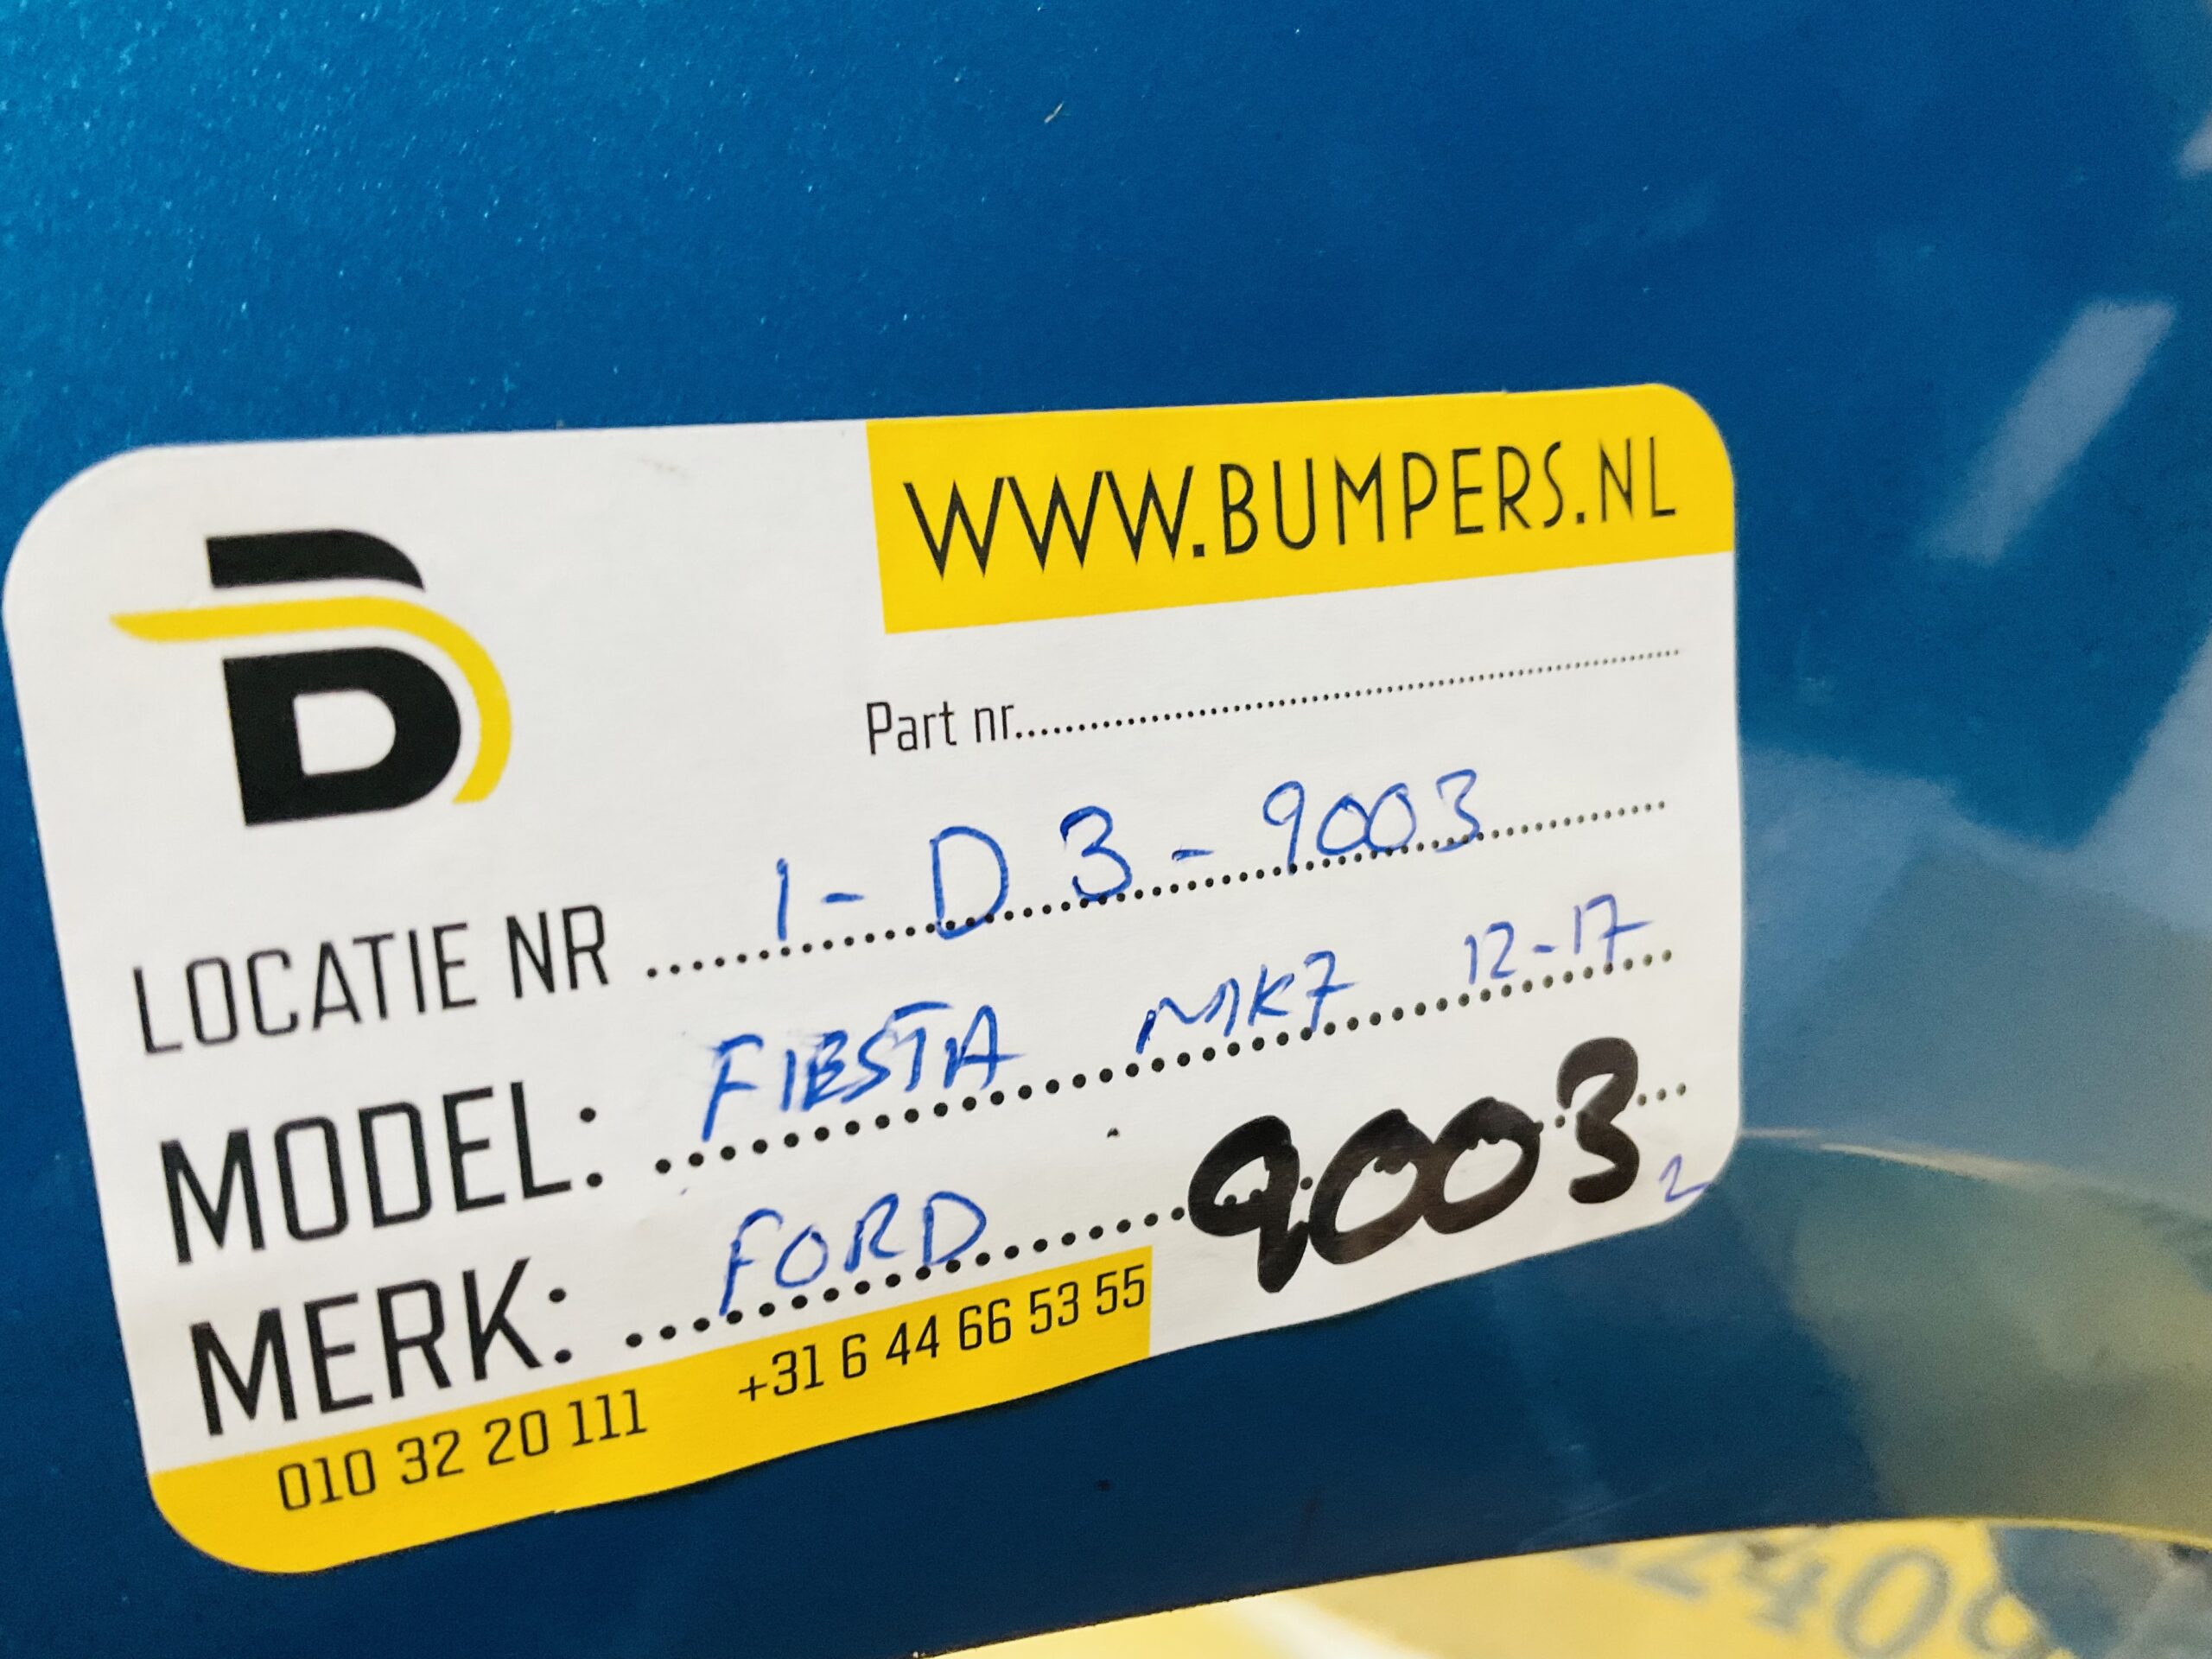 WWW.BUMPERS.NL
Part nr..........
LOCATIE NR 1-D3-9003
MODEL: FIESTA MK7 12-17
MERK: FORD 9003 2
010 32 20 111 +31 6 44 66 53 55